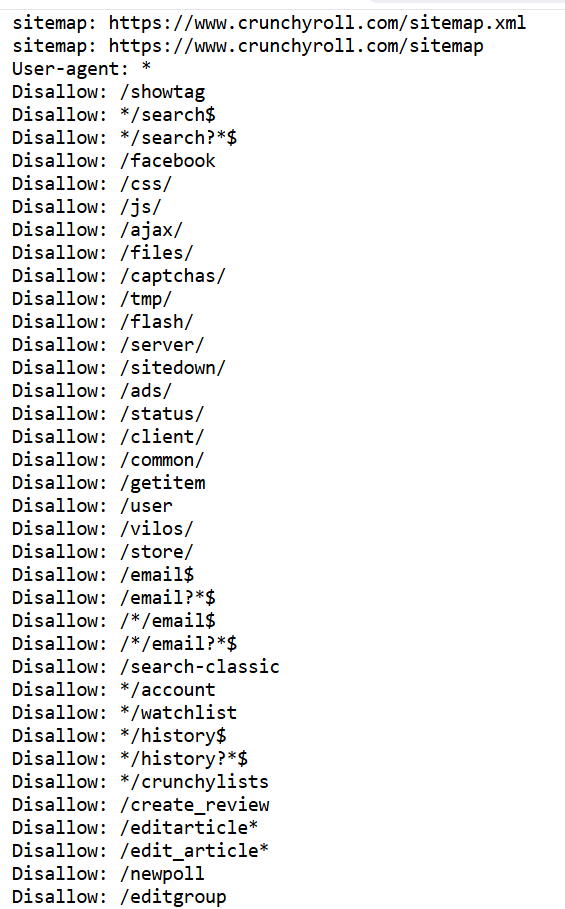 sitemap: https://www.crunchyroll.com/sitemap.xml
sitemap: https://www.crunchyroll.com/sitemap
User-agent: *
Disallow: /showtag
Disallow: */search$
Disallow: */search?*$
Disallow: /facebook
Disallow: /css/
Disallow: /js/
Disallow: /ajax/
Disallow: /files/
Disallow: /captchas/
Disallow: /tmp/
Disallow: /flash/
Disallow: /server/
Disallow: /sitedown/
Disallow: /ads/
Disallow: /status/
Disallow: /client/
Disallow: /common/
Disallow: /getitem
Disallow: /user
Disallow: /vilos/
Disallow: /store/
Disallow: /email$
Disallow: /email?*$
Disallow: /*/email$
Disallow: /*/email?*$
Disallow: /search-classic
Disallow: */account
Disallow: */watchlist
Disallow: */history$
Disallow: */history?*$
Disallow: */crunchylists
Disallow: /create_review
Disallow: /editarticle*
Disallow: /edit_article*
Disallow: /newpoll
Disallow: /editgroup